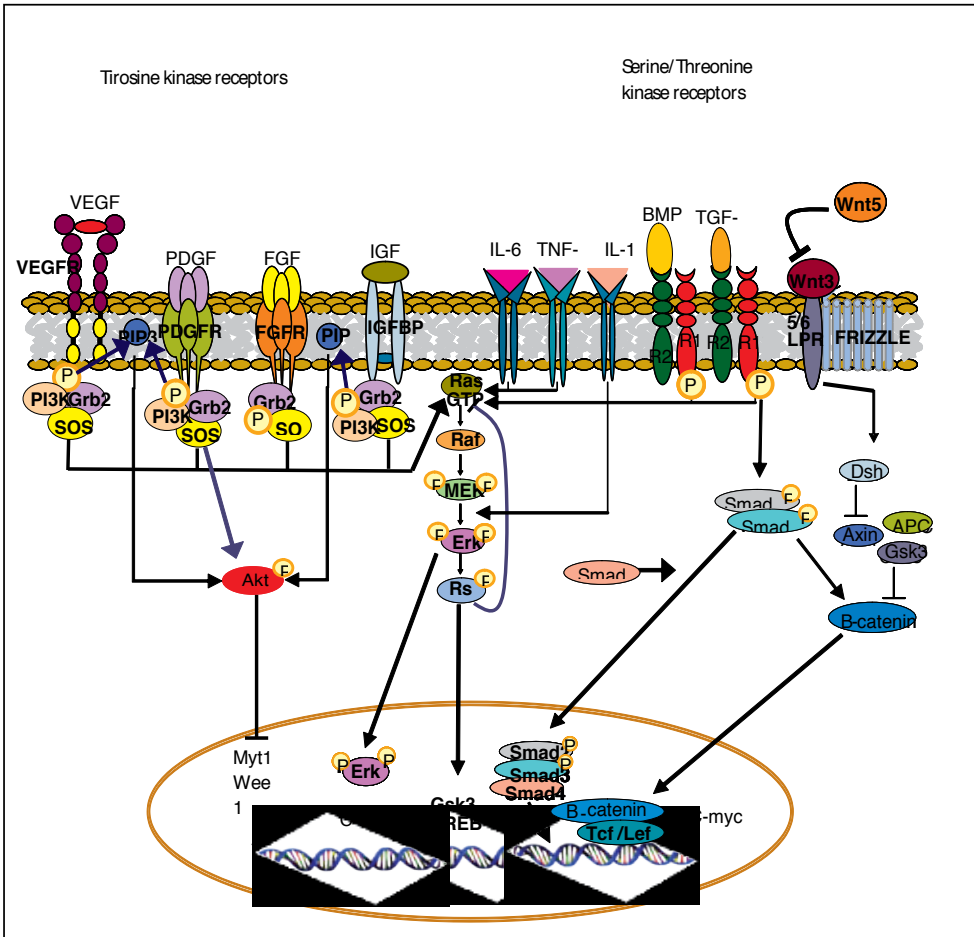 Tirosine kinase receptors
Serine/Threonine
kinase receptors
VEGF
PDGF
FGF
IGF
IL-6
TNF-
IL-1
BMP
TGF-
Wnt5
VEGFR
Wnt3
PIP3
PDGFR
FGFR
PIP
IGFBP
R2
R1
R2
R1
5/6
LPR
FRIZZLE
P
PI3K
Grb2
SOS
P
PI3K
Grb2
SOS
Grb2
P
SO
P
Grb2
PI3K
SOS
Ras
GTP
P
P
Raf
MEK
Erk
Rs
Akt
Smad
Smad
Smad
Dsh
Axin
APC
Gsk3
B-catenin
Myt1
Wee
1
P
Erk
P
Smad
P
Smad3
P
Smad4
Gsk3
REB
B-catenin
Tcf/Lef
-myc